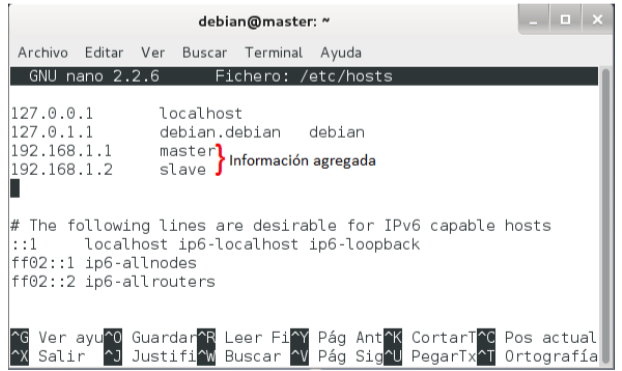 debian@master: ~
Archivo Editar Ver Buscar Terminal Ayuda
GNU nano 2.2.6 Fichero: /etc/hosts
127.0.0.1 localhost
127.0.1.1 debian.debian debian
192.168.1.1 master
192.168.1.2 slave
Información agregada
# The following lines are desirable for IPv6 capable hosts
::1 localhost ip6-localhost ip6-loopback
ff02::1 ip6-allnodes
ff02::2 ip6-allrouters
^G Ver ayu^O Guardar^R Leer Fi^Y Pág Ant^K CortarT^C Pos actual
^X Salir ^J Justifi^W Buscar ^V Pág Sig^U PegarTx^T Ortografía